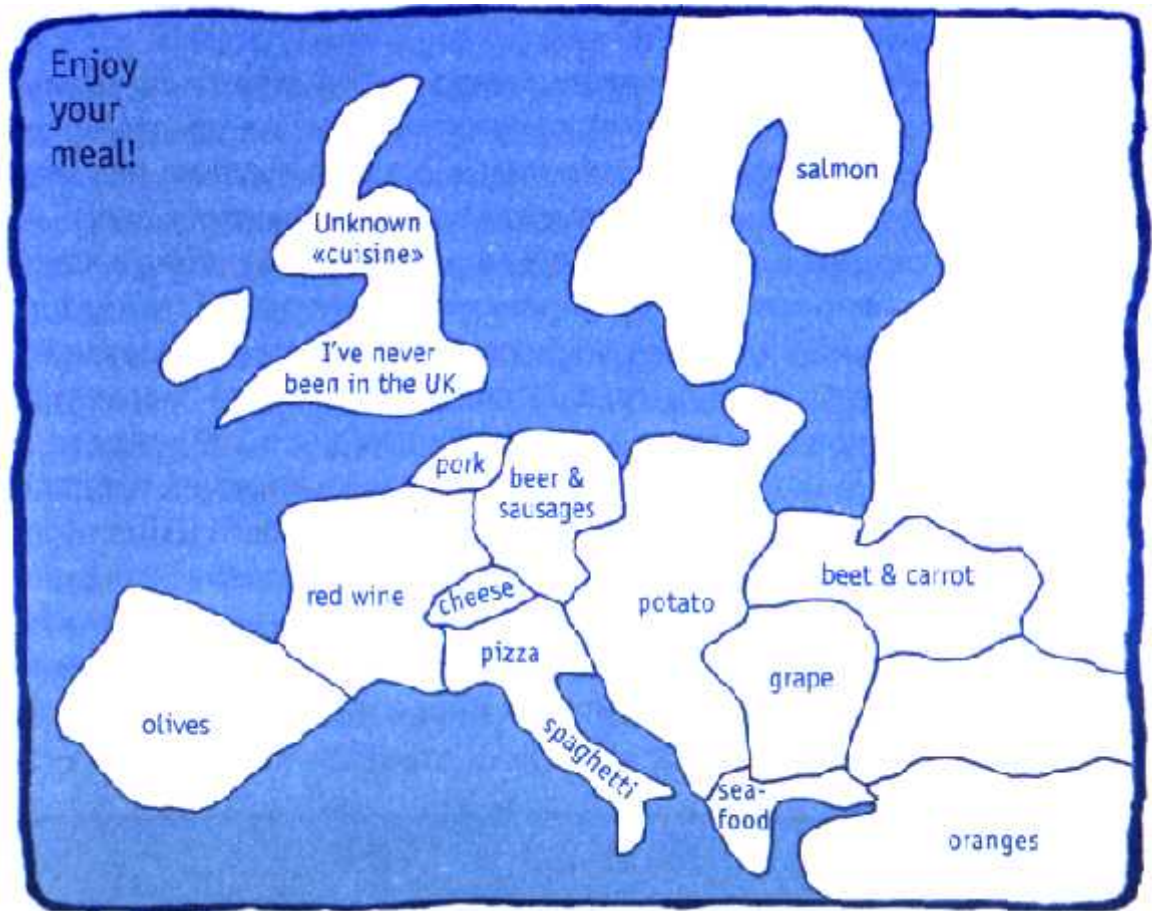 Enjoy
your
meal!
salmon
Unknown
«cuisine»
I've never
been in the UK
pork
beer &
sausages
beet & carrot
red wine
cheese
potato
pizza
grape
olives
spaghetti
sea-
food
oranges